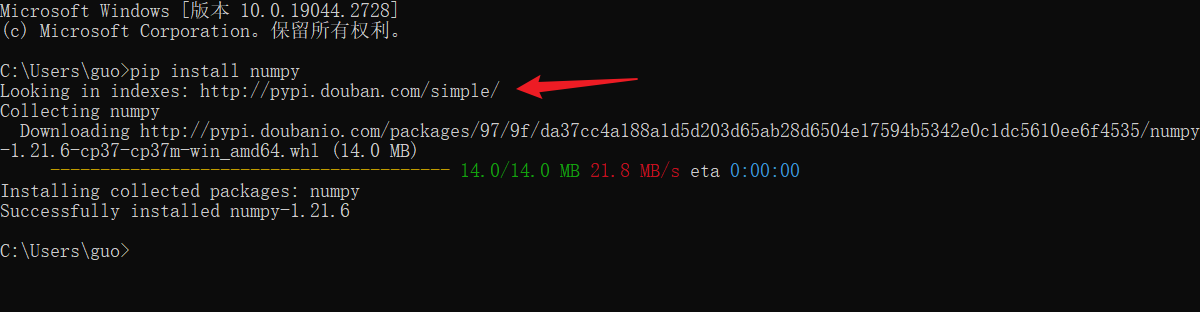 Microsoft Windows [版本 10.0.19044.2728]
(c) Microsoft Corporation。保留所有权利。
C:\Users\guo>pip install numpy
Looking in indexes: http://pypi.douban.com/simple/
Collecting numpy
  Downloading http://pypi.doubanio.com/packages/97/9f/da37cc4a188a1d5d203d65ab28d6504e17594b5342e0c1dc5610ee6f4535/numpy
-1.21.6-cp37-cp37m-win_amd64.whl (14.0 MB)
     ---------------------------------------- 14.0/14.0 MB 21.8 MB/s eta 0:00:00
Installing collected packages: numpy
Successfully installed numpy-1.21.6
C:\Users\guo>